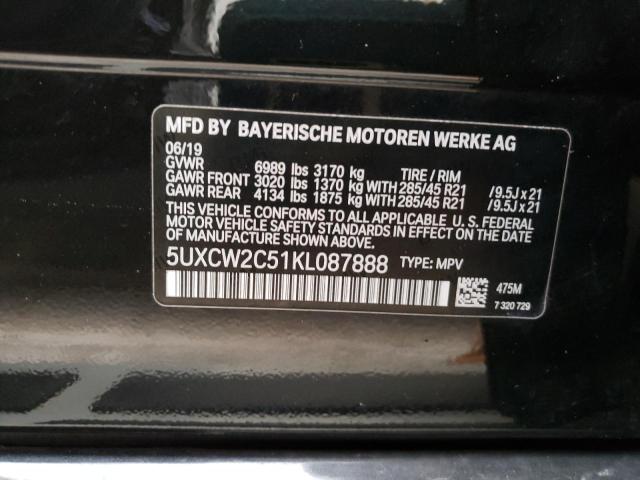 MFD BY BAYERISCHE MOTOREN WERKE AG
06/19
GVWR 6989 lbs 3170 kg TIRE / RIM
GAWR FRONT 3020 lbs 1370 kg WITH 285/45 R21 /9.5J x 21
GAWR REAR 4134 lbs 1875 kg WITH 285/45 R21 /9.5J x 21
THIS VEHICLE CONFORMS TO ALL APPLICABLE U.S. FEDERAL
MOTOR VEHICLE SAFETY STANDARDS IN EFFECT ON THE DATE OF
MANUFACTURE SHOWN ABOVE.
5UXCW2C51KL087888 TYPE: MPV
475M
7 320 729